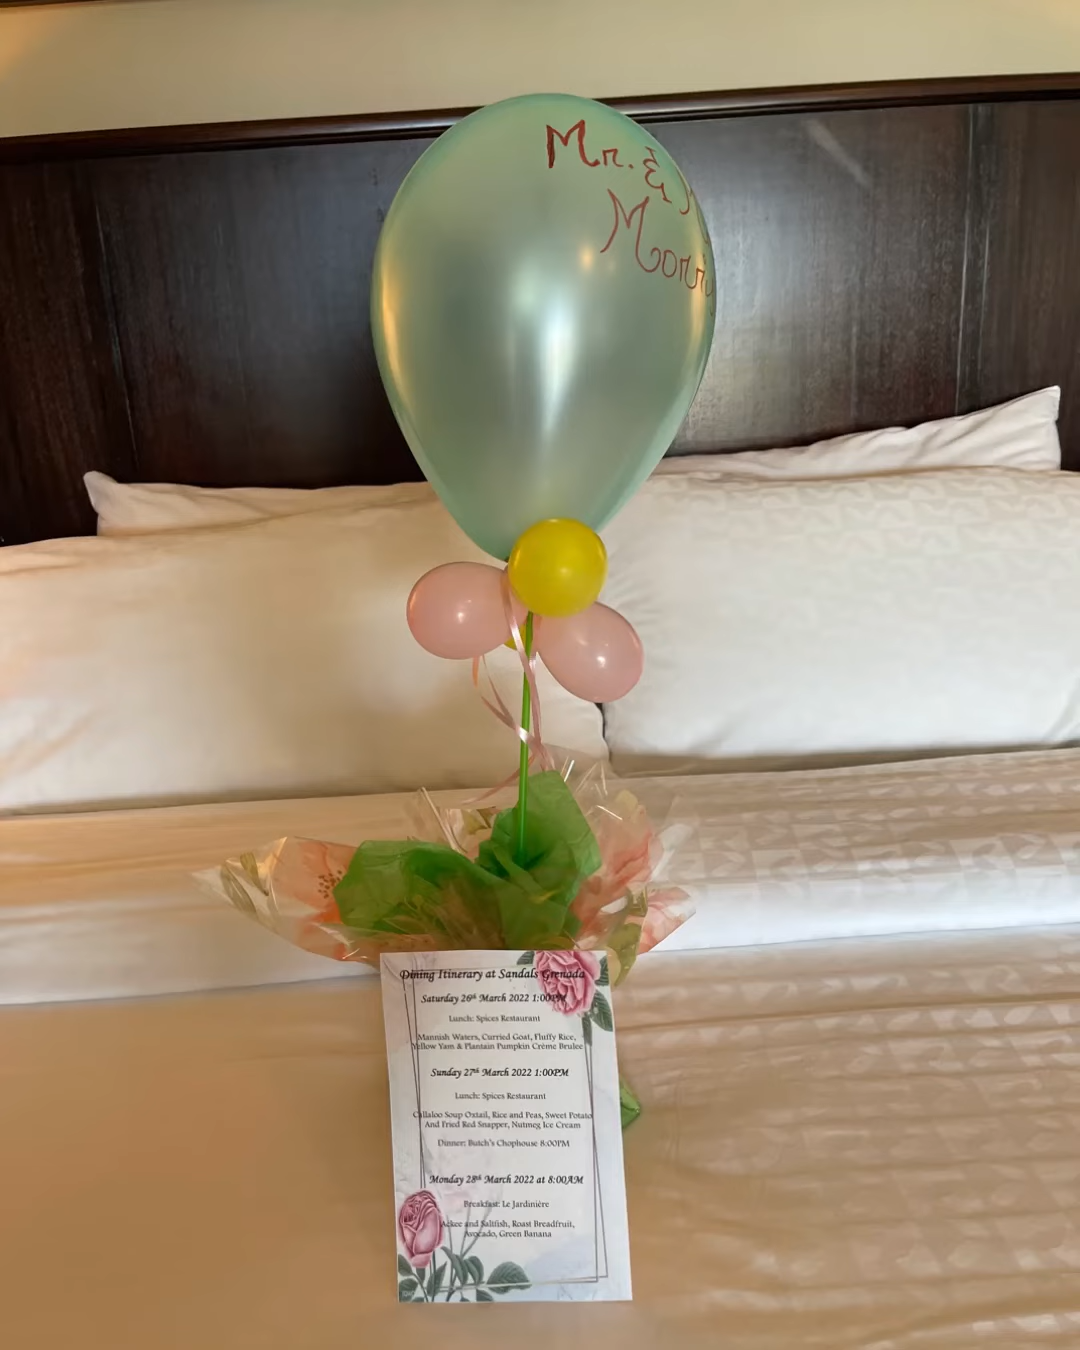 Mr. &
Dining Itinerary at Sandals Grenada
Saturday 26th March 2022 1:00PM
Lunch: Spices Restaurant
Mannish Waters, Curried Goat, Fluffy Rice,
Yellow Yam & Plantain Pumpkin Crème Brulee
Sunday 27th March 2022 1:00PM
Lunch: Spices Restaurant
Callaloo Soup Oxtail, Rice and Peas, Sweet Potato
And Fried Red Snapper, Nutmeg Ice Cream
Dinner: Butch's Chophouse 8:00PM
Monday 28th March 2022 at 8:00AM
Breakfast: Le Jardinière
Ackee and Saltfish, Roast Breadfruit,
Avocado, Green Banana